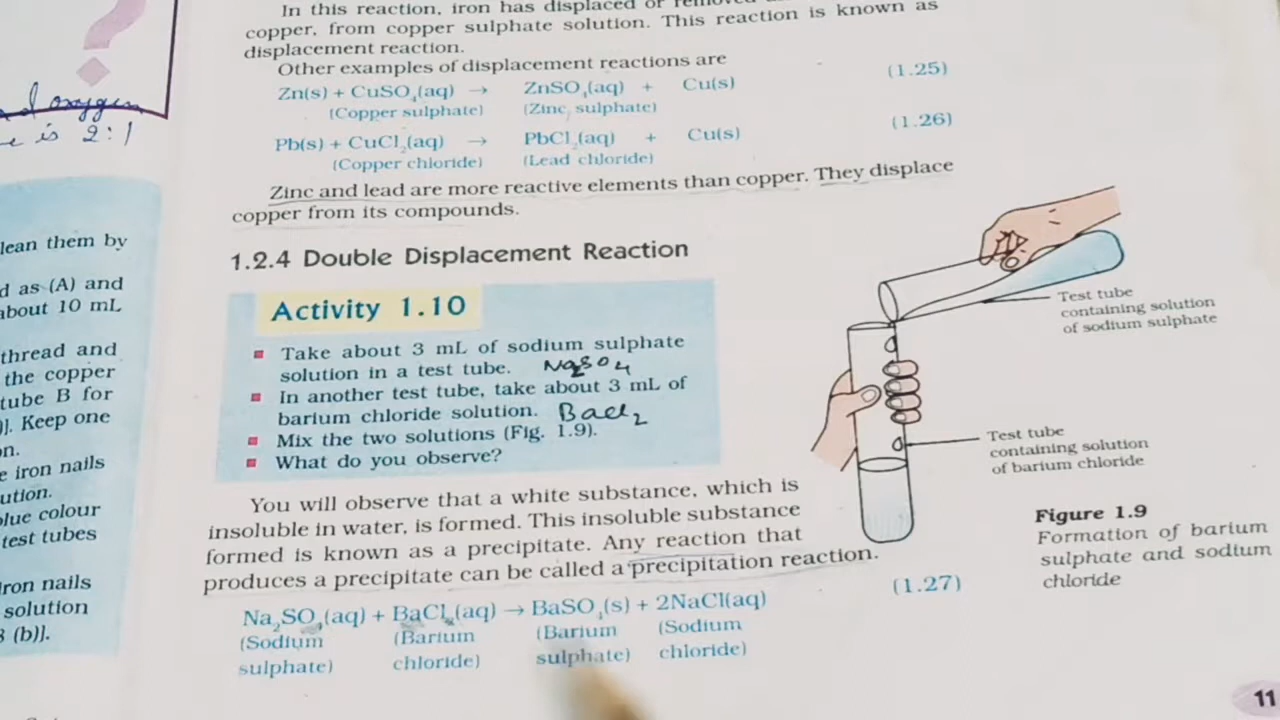 In this reaction, iron has displaced or removed
copper, from copper sulphate solution. This reaction is known as
displacement reaction.
Other examples of displacement reactions are
Zn(s) + CuSO₄(aq) → ZnSO₄(aq) + Cu(s) (1.25)
(Copper sulphate) (Zinc sulphate)
Pb(s) + CuCl₂(aq) → PbCl₂(aq) + Cu(s) (1.26)
(Copper chloride) (Lead chloride)
Zinc and lead are more reactive elements than copper. They displace
copper from its compounds.
1.2.4 Double Displacement Reaction
Activity 1.10
▪ Take about 3 mL of sodium sulphate
solution in a test tube. Na₂SO₄
▪ In another test tube, take about 3 mL of
barium chloride solution. BaCl₂
▪ Mix the two solutions (Fig. 1.9).
▪ What do you observe?
You will observe that a white substance, which is
insoluble in water, is formed. This insoluble substance
formed is known as a precipitate. Any reaction that
produces a precipitate can be called a precipitation reaction.
Na₂SO₄(aq) + BaCl₂(aq) → BaSO₄(s) + 2NaCl(aq) (1.27)
(Sodium (Barium (Barium (Sodium
sulphate) chloride) sulphate) chloride)
Test tube
containing solution
of sodium sulphate
Test tube
containing solution
of barium chloride
Figure 1.9
Formation of barium
sulphate and sodium
chloride
11
oxygen
is 2:1
lean them by
d as (A) and
about 10 mL
thread and
the copper
tube B for
)]. Keep one
on.
e iron nails
ution.
blue colour
test tubes
iron nails
solution
(b)].